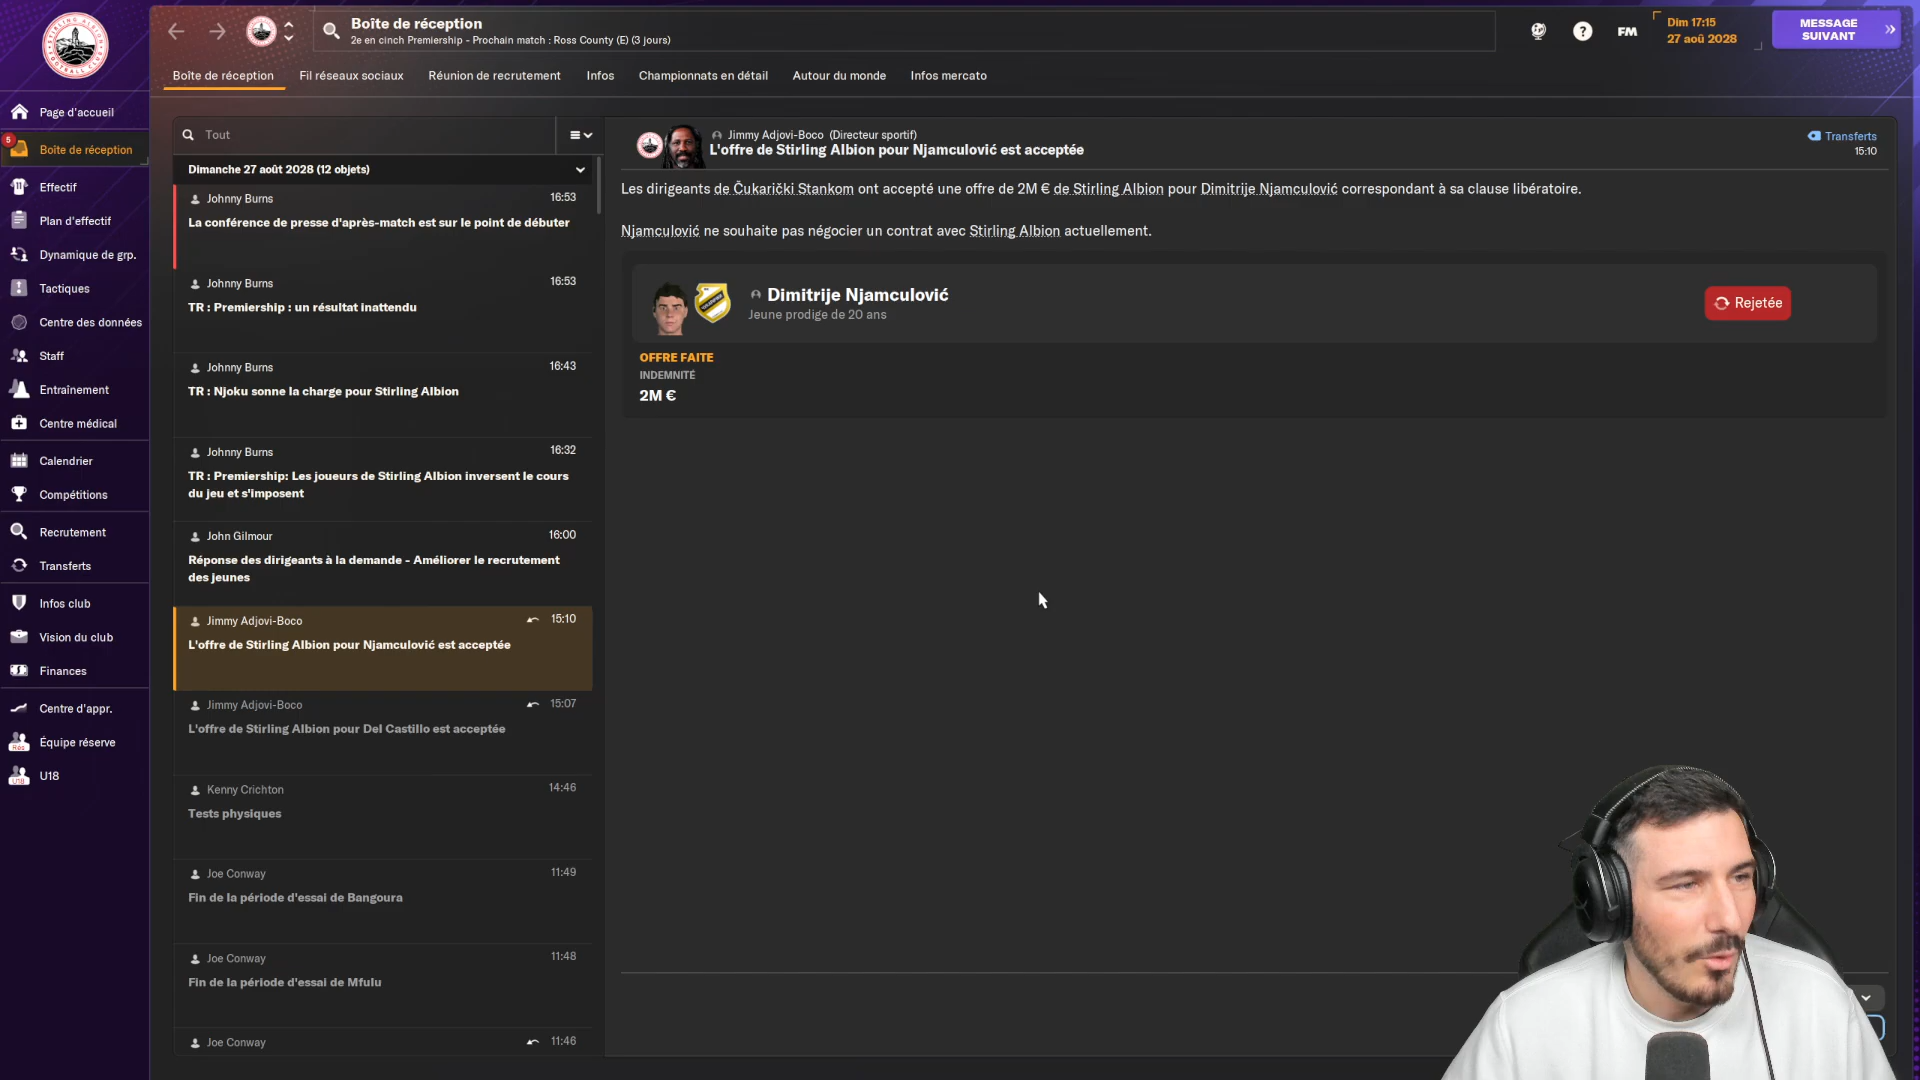 Boîte de réception
2e en cinch Premiership - Prochain match : Ross County (E) (3 jours)
FM
Dim 17:15
27 aoû 2028
MESSAGE
SUIVANT
Boîte de réception
Fil réseaux sociaux
Réunion de recrutement
Infos
Championnats en détail
Autour du monde
Infos mercato
Page d'accueil
5
Boîte de réception
Effectif
Plan d'effectif
Dynamique de grp.
Tactiques
Centre des données
Staff
Entraînement
Centre médical
Calendrier
Compétitions
Recrutement
Transferts
Infos club
Vision du club
Finances
Centre d'appr.
Équipe réserve
U18
Tout
Dimanche 27 août 2028 (12 objets)
Johnny Burns 16:53
La conférence de presse d'après-match est sur le point de débuter
Johnny Burns 16:53
TR : Premiership : un résultat inattendu
Johnny Burns 16:43
TR : Njoku sonne la charge pour Stirling Albion
Johnny Burns 16:32
TR : Premiership: Les joueurs de Stirling Albion inversent le cours
du jeu et s'imposent
John Gilmour 16:00
Réponse des dirigeants à la demande - Améliorer le recrutement
des jeunes
Jimmy Adjovi-Boco 15:10
L'offre de Stirling Albion pour Njamculović est acceptée
Jimmy Adjovi-Boco 15:07
L'offre de Stirling Albion pour Del Castillo est acceptée
Kenny Crichton 14:46
Tests physiques
Joe Conway 11:49
Fin de la période d'essai de Bangoura
Joe Conway 11:48
Fin de la période d'essai de Mfulu
Joe Conway 11:46
Jimmy Adjovi-Boco (Directeur sportif)
L'offre de Stirling Albion pour Njamculović est acceptée
Transferts
15:10
Les dirigeants de Čukarički Stankom ont accepté une offre de 2M € de Stirling Albion pour Dimitrije Njamculović correspondant à sa clause libératoire.
Njamculović ne souhaite pas négocier un contrat avec Stirling Albion actuellement.
Dimitrije Njamculović
Jeune prodige de 20 ans
Rejetée
OFFRE FAITE
INDEMNITÉ
2M €